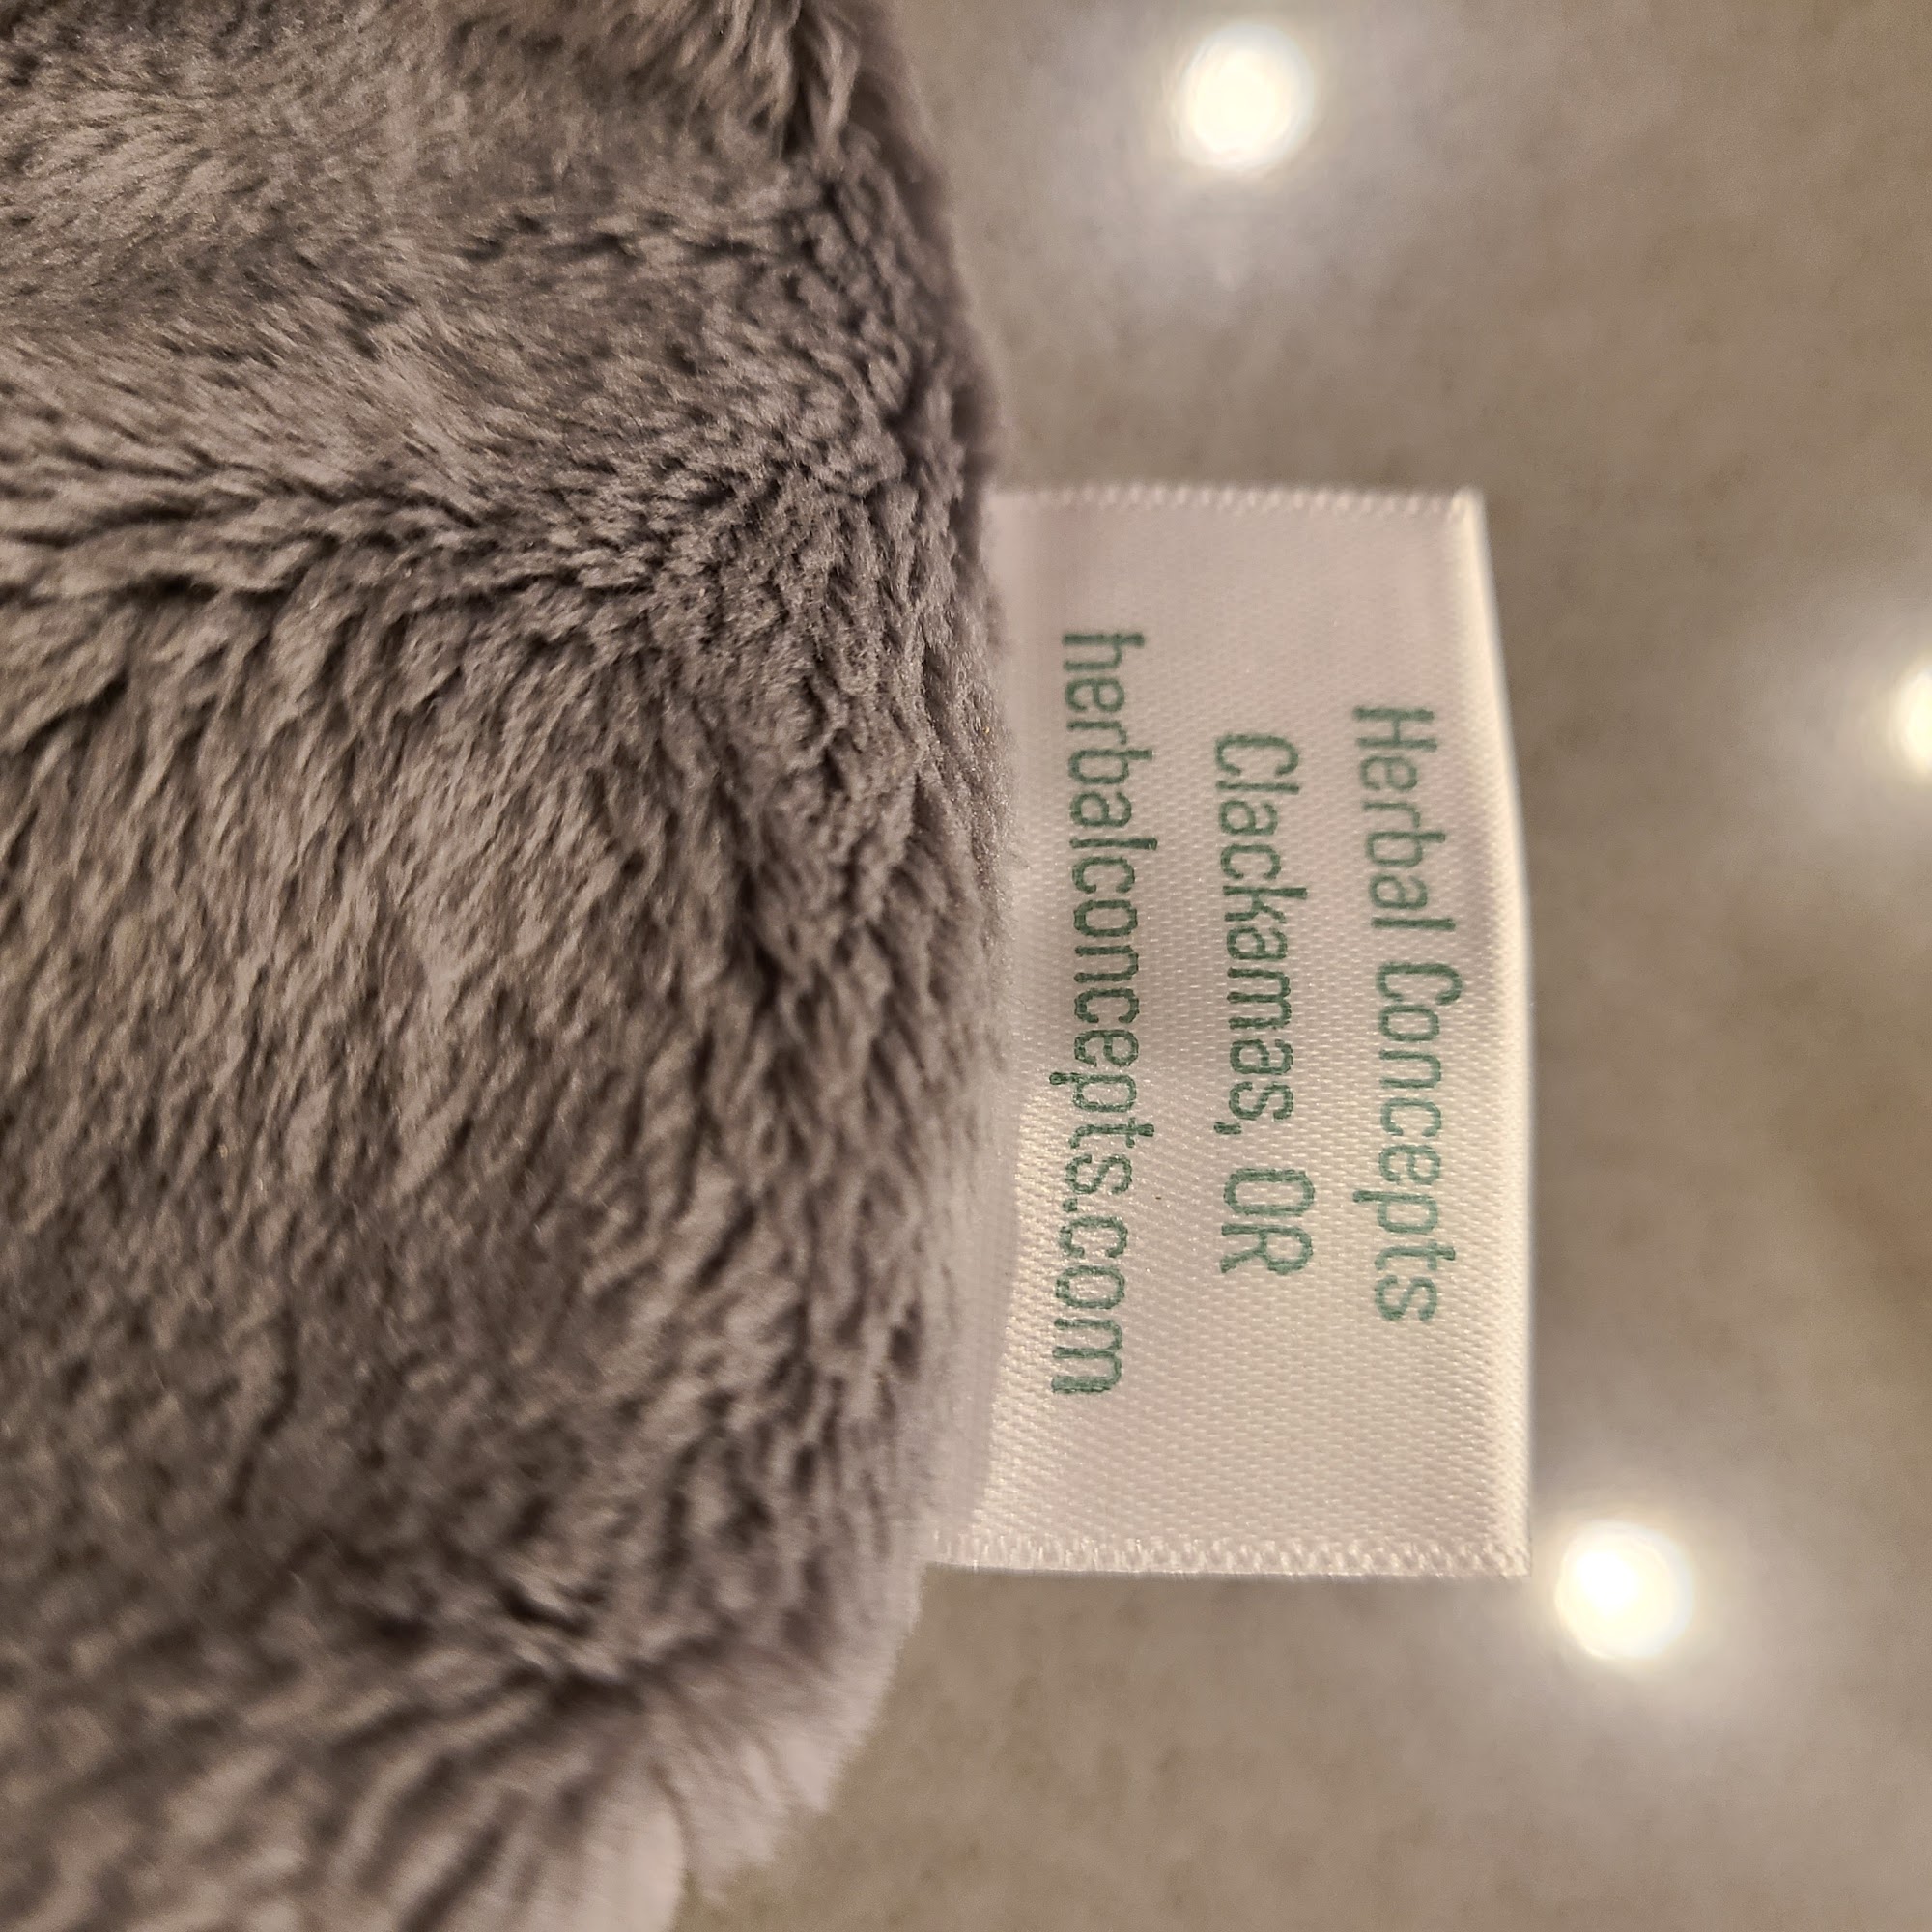 Herbal Concepts
Clackamas, OR
herbalconcepts.com